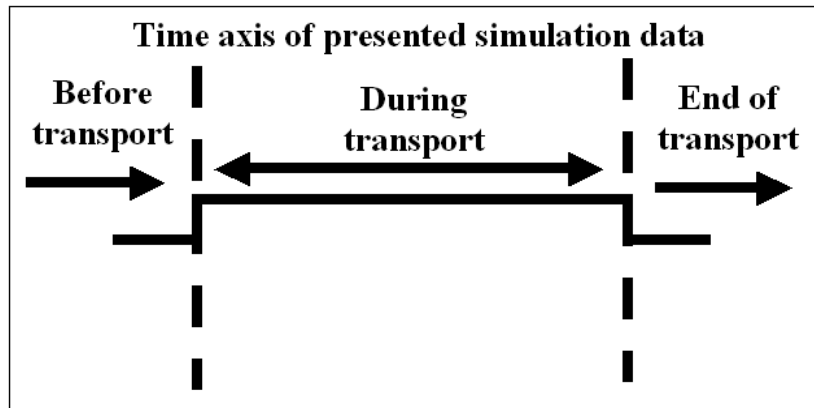 Time axis of presented simulation data
Before
transport
During
transport
End of
transport